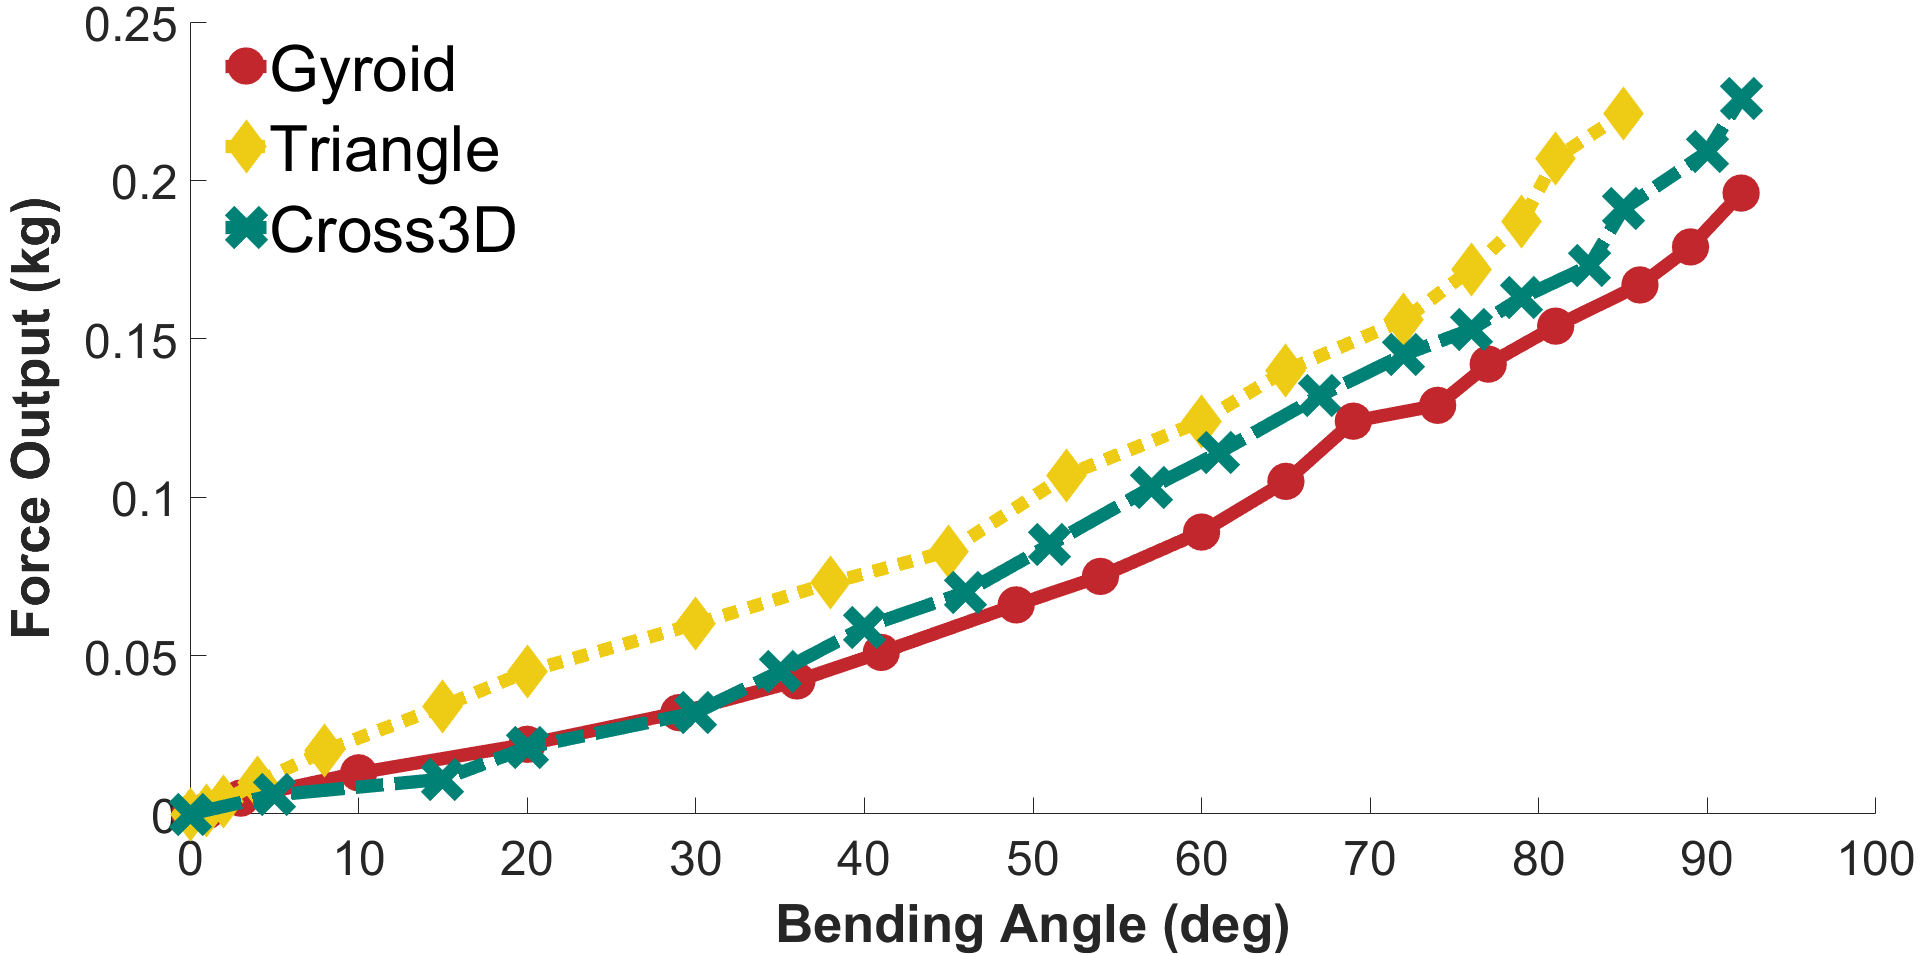 0.25
0.2
0.15
0.1
0.05
0
Force Output (kg)
Gyroid
Triangle
Cross3D
0 10 20 30 40 50 60 70 80 90 100
Bending Angle (deg)